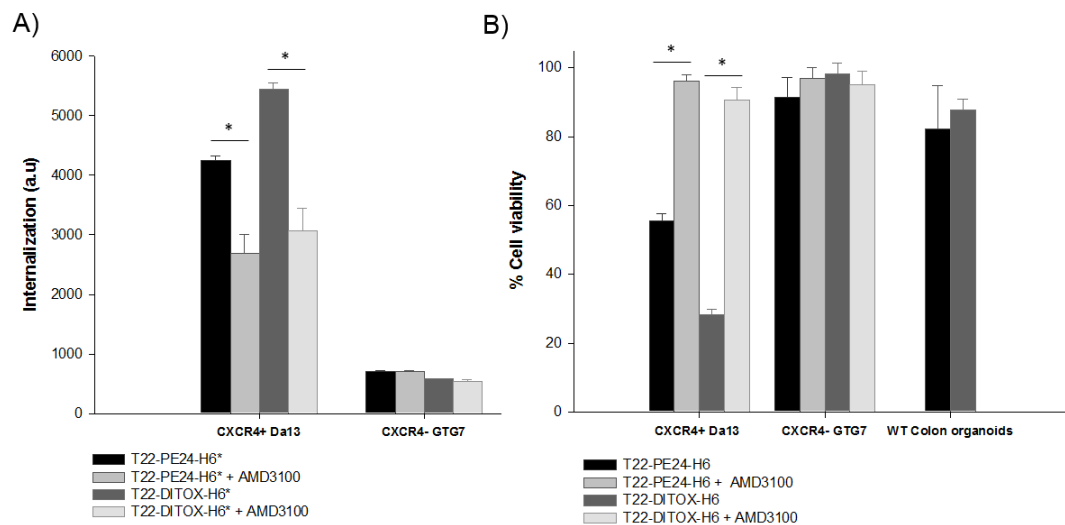 A)
B)
6000
5000
4000
3000
2000
1000
0
Internalization (a.u)
*
*
CXCR4+ Da13
CXCR4- GTG7
T22-PE24-H6*
T22-PE24-H6* + AMD3100
T22-DITOX-H6*
T22-DITOX-H6* + AMD3100
100
80
60
40
20
0
% Cell viability
*
*
CXCR4+ Da13
CXCR4- GTG7
WT Colon organoids
T22-PE24-H6
T22-PE24-H6 + AMD3100
T22-DITOX-H6
T22-DITOX-H6 + AMD3100